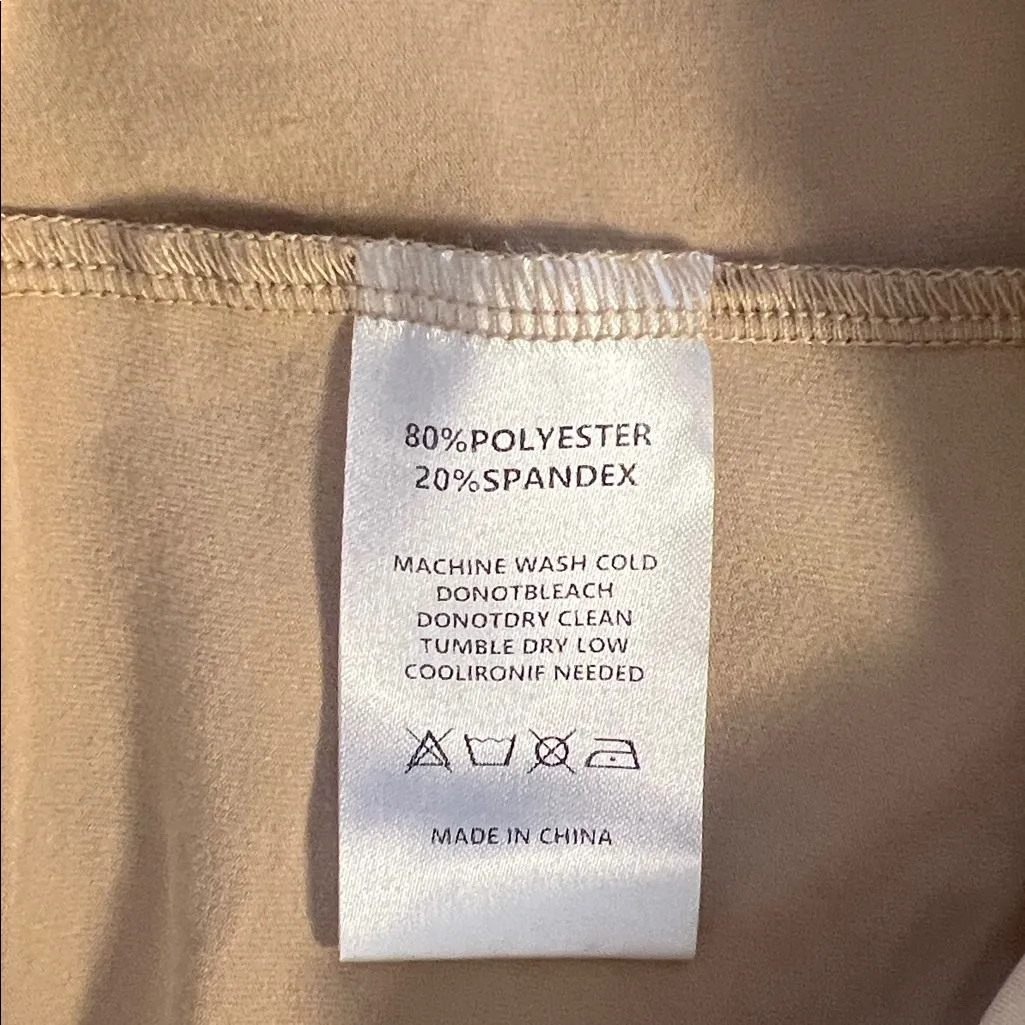 80%POLYESTER
20%SPANDEX
MACHINE WASH COLD
DONOTBLEACH
DONOTDRY CLEAN
TUMBLE DRY LOW
COOLIRONIF NEEDED
MADE IN CHINA